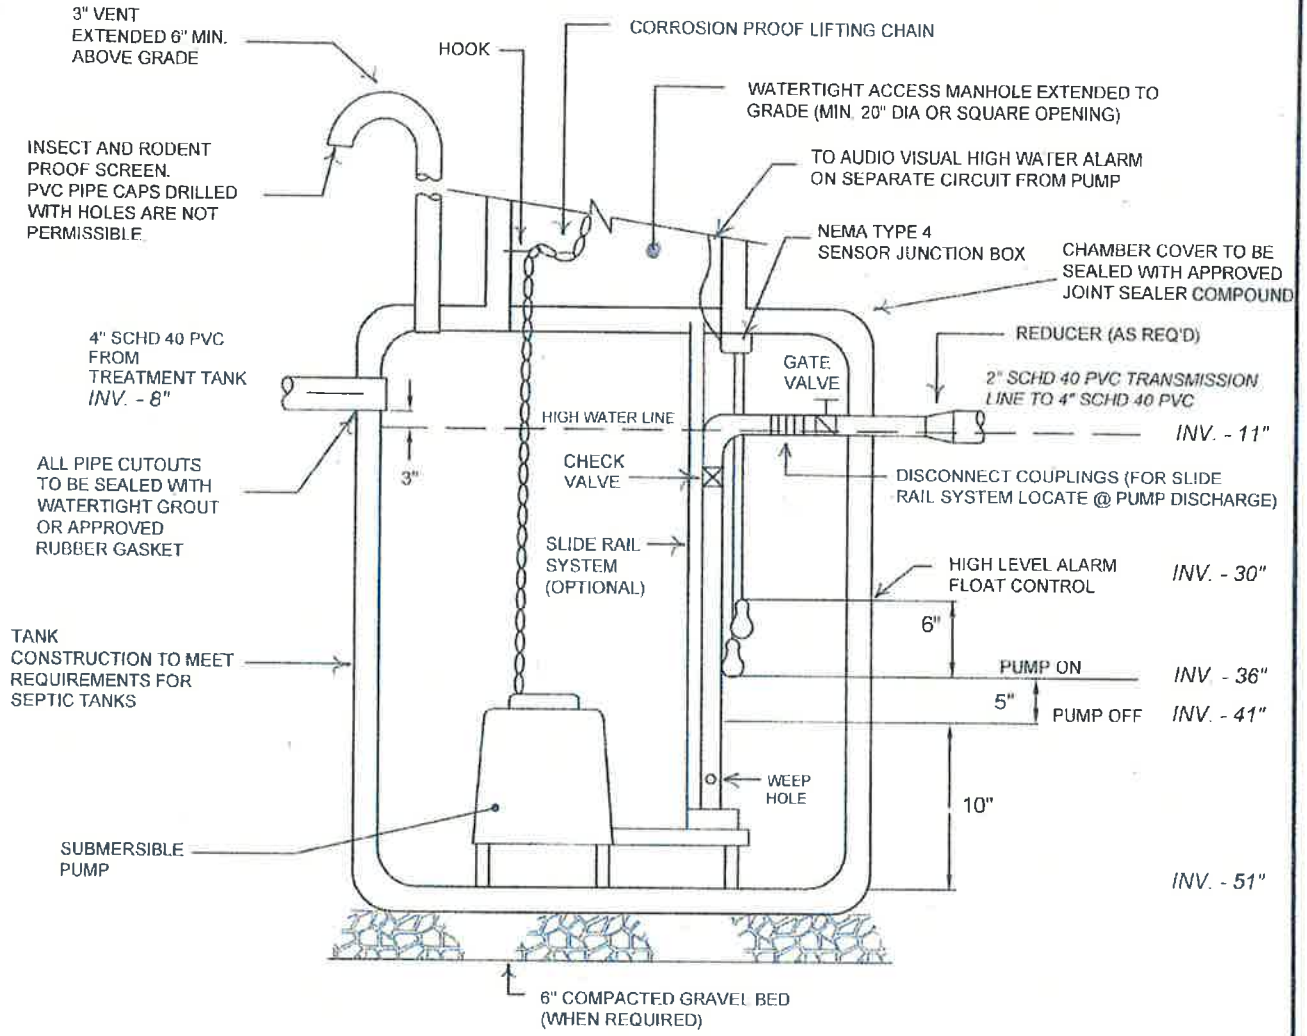 3" VENT
EXTENDED 6" MIN.
ABOVE GRADE
HOOK
CORROSION PROOF LIFTING CHAIN
WATERTIGHT ACCESS MANHOLE EXTENDED TO
GRADE (MIN. 20" DIA OR SQUARE OPENING)
INSECT AND RODENT
PROOF SCREEN.
PVC PIPE CAPS DRILLED
WITH HOLES ARE NOT
PERMISSIBLE.
TO AUDIO VISUAL HIGH WATER ALARM
ON SEPARATE CIRCUIT FROM PUMP
NEMA TYPE 4
SENSOR JUNCTION BOX
CHAMBER COVER TO BE
SEALED WITH APPROVED
JOINT SEALER COMPOUND
4" SCHD 40 PVC
FROM
TREATMENT TANK
INV. - 8"
REDUCER (AS REQ'D)
GATE
VALVE
2" SCHD 40 PVC TRANSMISSION
LINE TO 4" SCHD 40 PVC
HIGH WATER LINE
INV. - 11"
3"
ALL PIPE CUTOUTS
TO BE SEALED WITH
WATERTIGHT GROUT
OR APPROVED
RUBBER GASKET
CHECK
VALVE
DISCONNECT COUPLINGS (FOR SLIDE
RAIL SYSTEM LOCATE @ PUMP DISCHARGE)
SLIDE RAIL
SYSTEM
(OPTIONAL)
HIGH LEVEL ALARM
FLOAT CONTROL
INV. - 30"
6"
TANK
CONSTRUCTION TO MEET
REQUIREMENTS FOR
SEPTIC TANKS
PUMP ON
INV. - 36"
5"
PUMP OFF
INV. - 41"
WEEP
HOLE
10"
SUBMERSIBLE
PUMP
INV. - 51"
6" COMPACTED GRAVEL BED
(WHEN REQUIRED)